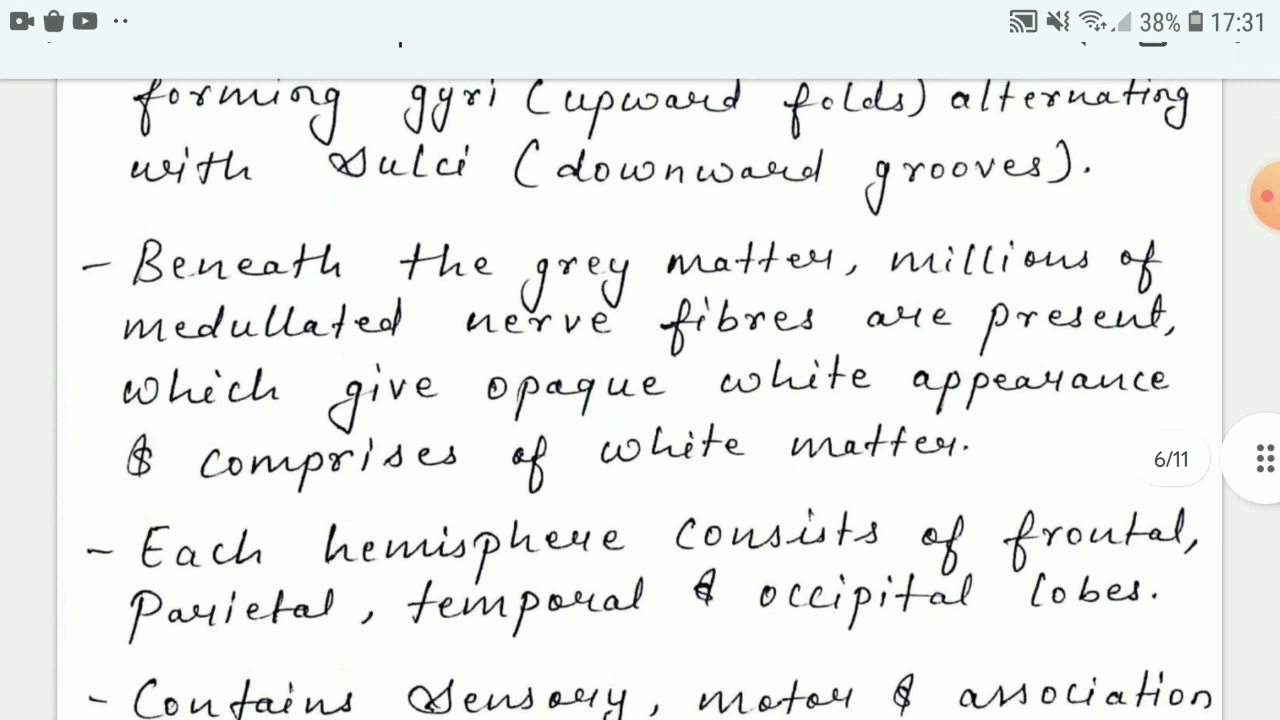 38% 17:31
forming gyri (upward folds) alternating
with sulci (downward grooves).
- Beneath the grey matter, millions of
medullated nerve fibres are present,
which give opaque white appearance
& comprises of white matter.
6/11
- Each hemisphere consists of frontal,
Parietal, temporal & occipital lobes.
- Contains sensory, motor & association